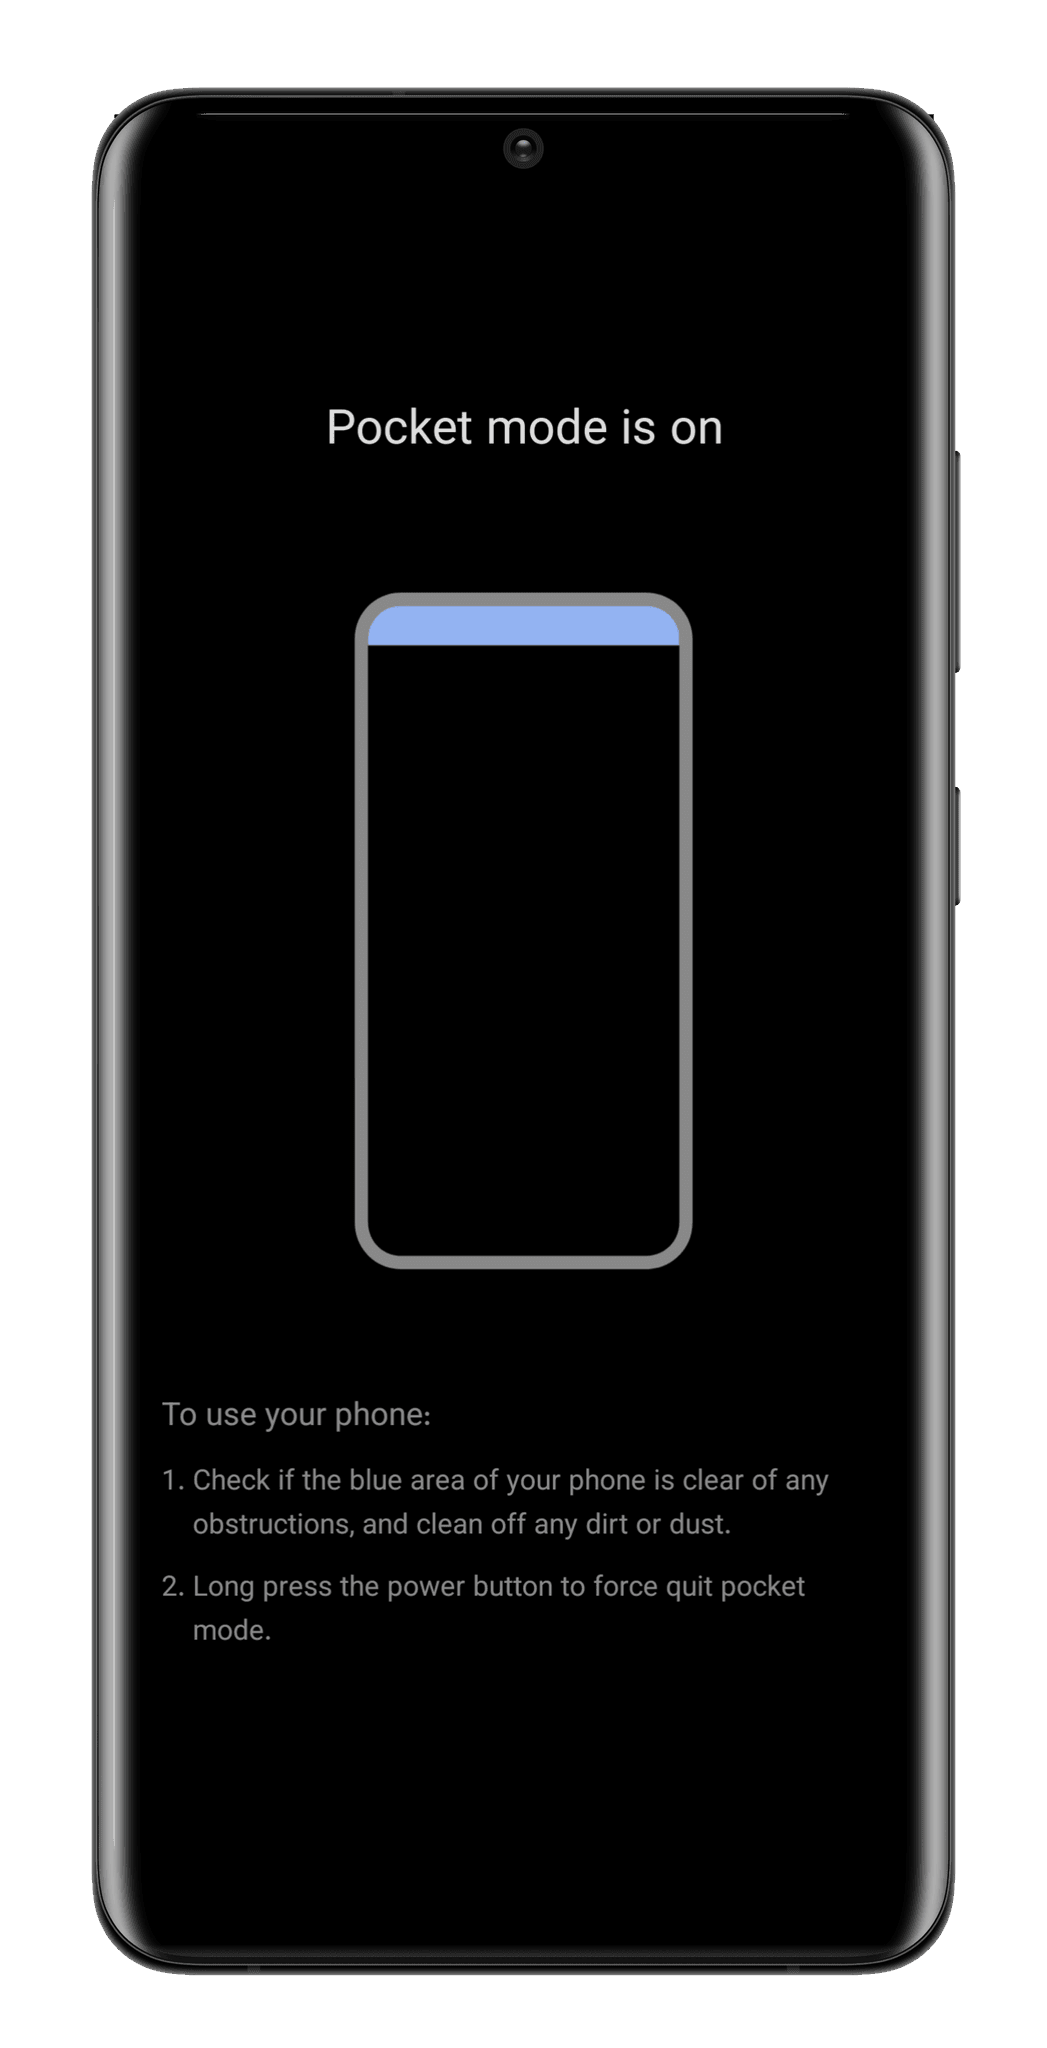 Pocket mode is on
To use your phone:
1. Check if the blue area of your phone is clear of any
obstructions, and clean off any dirt or dust.
2. Long press the power button to force quit pocket
mode.